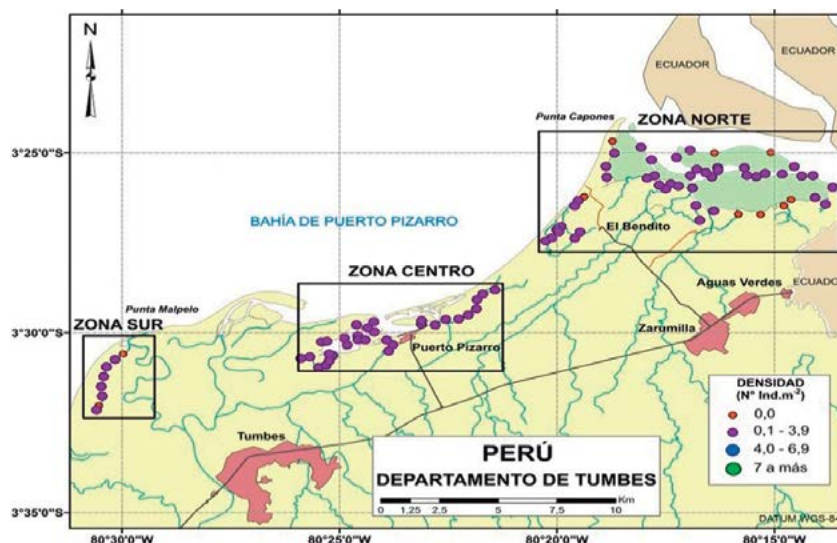 N
ECUADOR
ECUADOR
Punta Capones
ZONA NORTE
3°25'0"S
BAHÍA DE PUERTO PIZARRO
El Bendito
ZONA CENTRO
Aguas Verdes
ECUADOR
Punta Malpelo
3°30'0"S
ZONA SUR
Puerto Pizarro
Zarumilla
DENSIDAD
(N° Ind.m-2)
0,0
0,1 - 3,9
4,0 - 6,9
7 a más
Tumbes
PERÚ
DEPARTAMENTO DE TUMBES
0 1,25 2,5 5 7,5 10
Km
3°35'0"S
DATUM WGS-84
80°30'0"W 80°25'0"W 80°20'0"W 80°15'0"W